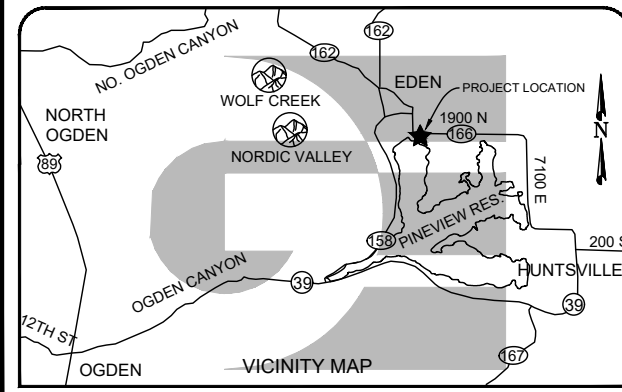 162
162
NO. OGDEN CANYON
EDEN
PROJECT LOCATION
WOLF CREEK
NORTH
OGDEN
1900 N
166
N
NORDIC VALLEY
89
7100 E
PINEVIEW RES.
158
200 S
OGDEN CANYON
HUNTSVILLE
39
39
12TH ST
OGDEN
VICINITY MAP
167